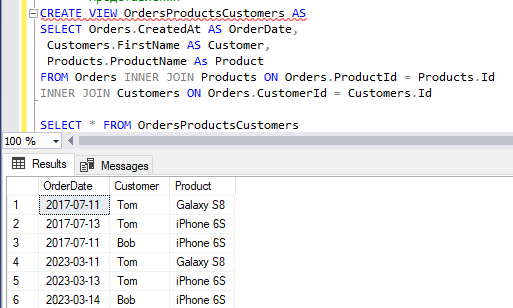 CREATE VIEW OrdersProductsCustomers AS
SELECT Orders.CreatedAt AS OrderDate,
Customers.FirstName AS Customer,
Products.ProductName As Product
FROM Orders INNER JOIN Products ON Orders.ProductId = Products.Id
INNER JOIN Customers ON Orders.CustomerId = Customers.Id
SELECT * FROM OrdersProductsCustomers
100 %
Results Messages
OrderDate Customer Product
1 2017-07-11 Tom Galaxy S8
2 2017-07-13 Tom iPhone 6S
3 2017-07-11 Bob iPhone 6S
4 2023-03-11 Tom Galaxy S8
5 2023-03-13 Tom iPhone 6S
6 2023-03-14 Bob iPhone 6S